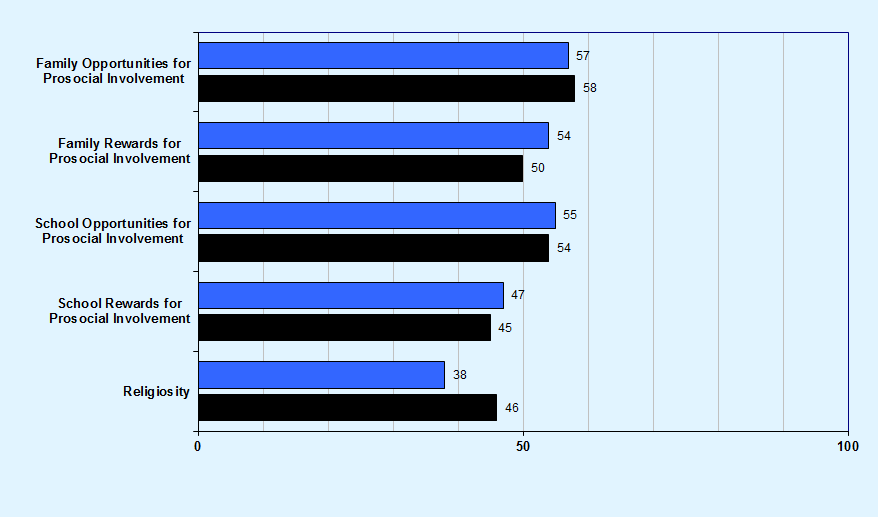 Family Opportunities for
Prosocial Involvement
57
58
Family Rewards for
Prosocial Involvement
54
50
School Opportunities for
Prosocial Involvement
55
54
School Rewards for
Prosocial Involvement
47
45
Religiosity
38
46
0 50 100